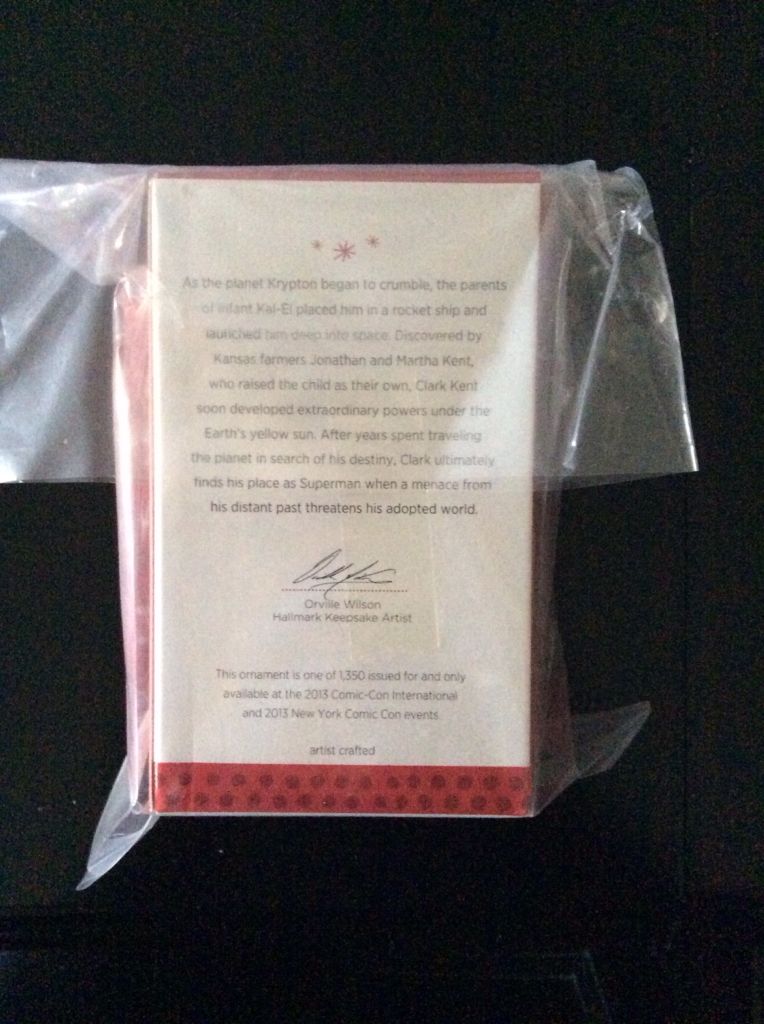 As the planet Krypton began to crumble, the parents
of infant Kal-El placed him in a rocket ship and
launched him deep into space. Discovered by
Kansas farmers Jonathan and Martha Kent,
who raised the child as their own, Clark Kent
soon developed extraordinary powers under the
Earth's yellow sun. After years spent traveling
the planet in search of his destiny, Clark ultimately
finds his place as Superman when a menace from
his distant past threatens his adopted world.
Orville Wilson
Hallmark Keepsake Artist
This ornament is one of 1,350 issued for and only
available at the 2013 Comic-Con International
and 2013 New York Comic Con events.
artist crafted